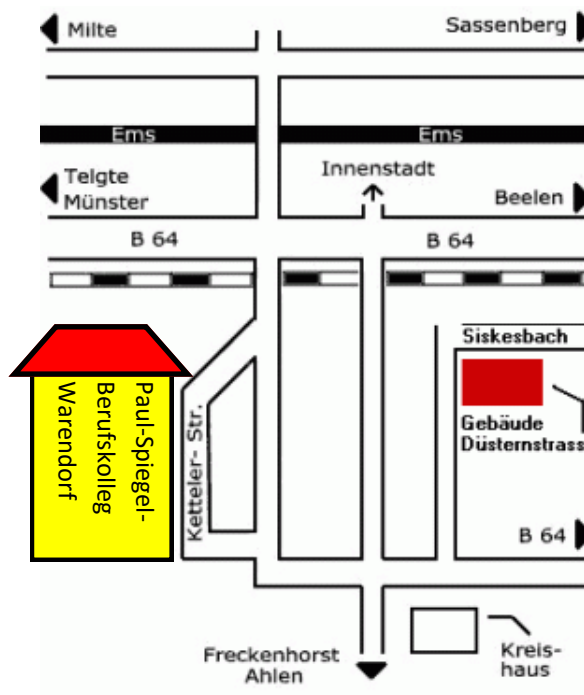 Milte
Sassenberg
Ems
Ems
Telgte
Münster
Innenstadt
Beelen
B 64
B 64
Siskesbach
Gebäude
Düsternstrass
Paul-Spiegel-
Berufskolleg
Warendorf
Ketteler- Str.
B 64
Freckenhorst
Ahlen
Kreis-
haus